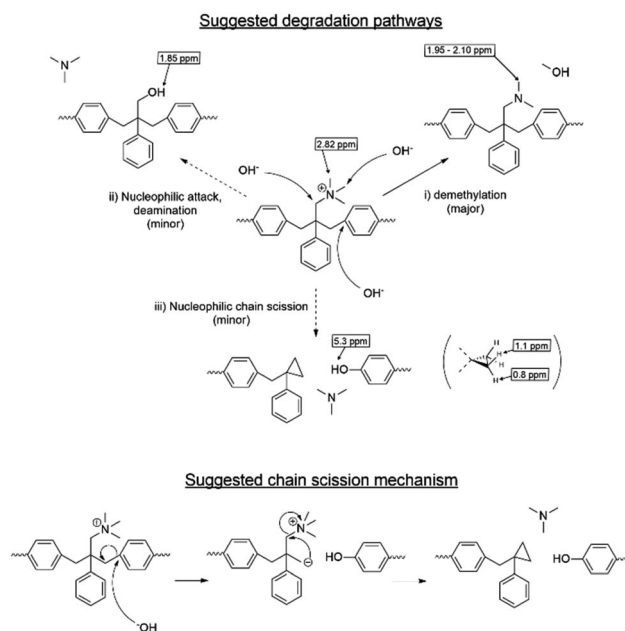 Suggested degradation pathways
1.85 ppm
N
OH
1.95 - 2.10 ppm
OH
N
2.82 ppm
OH-
OH-
⊕
N
ii) Nucleophilic attack,
deamination
(minor)
i) demethylation
(major)
OH-
iii) Nucleophilic chain scission
(minor)
5.3 ppm
HO
N
H
H
H
H
1.1 ppm
0.8 ppm
Suggested chain scission mechanism
N
⊕
N
⊖
HO
N
HO
-OH